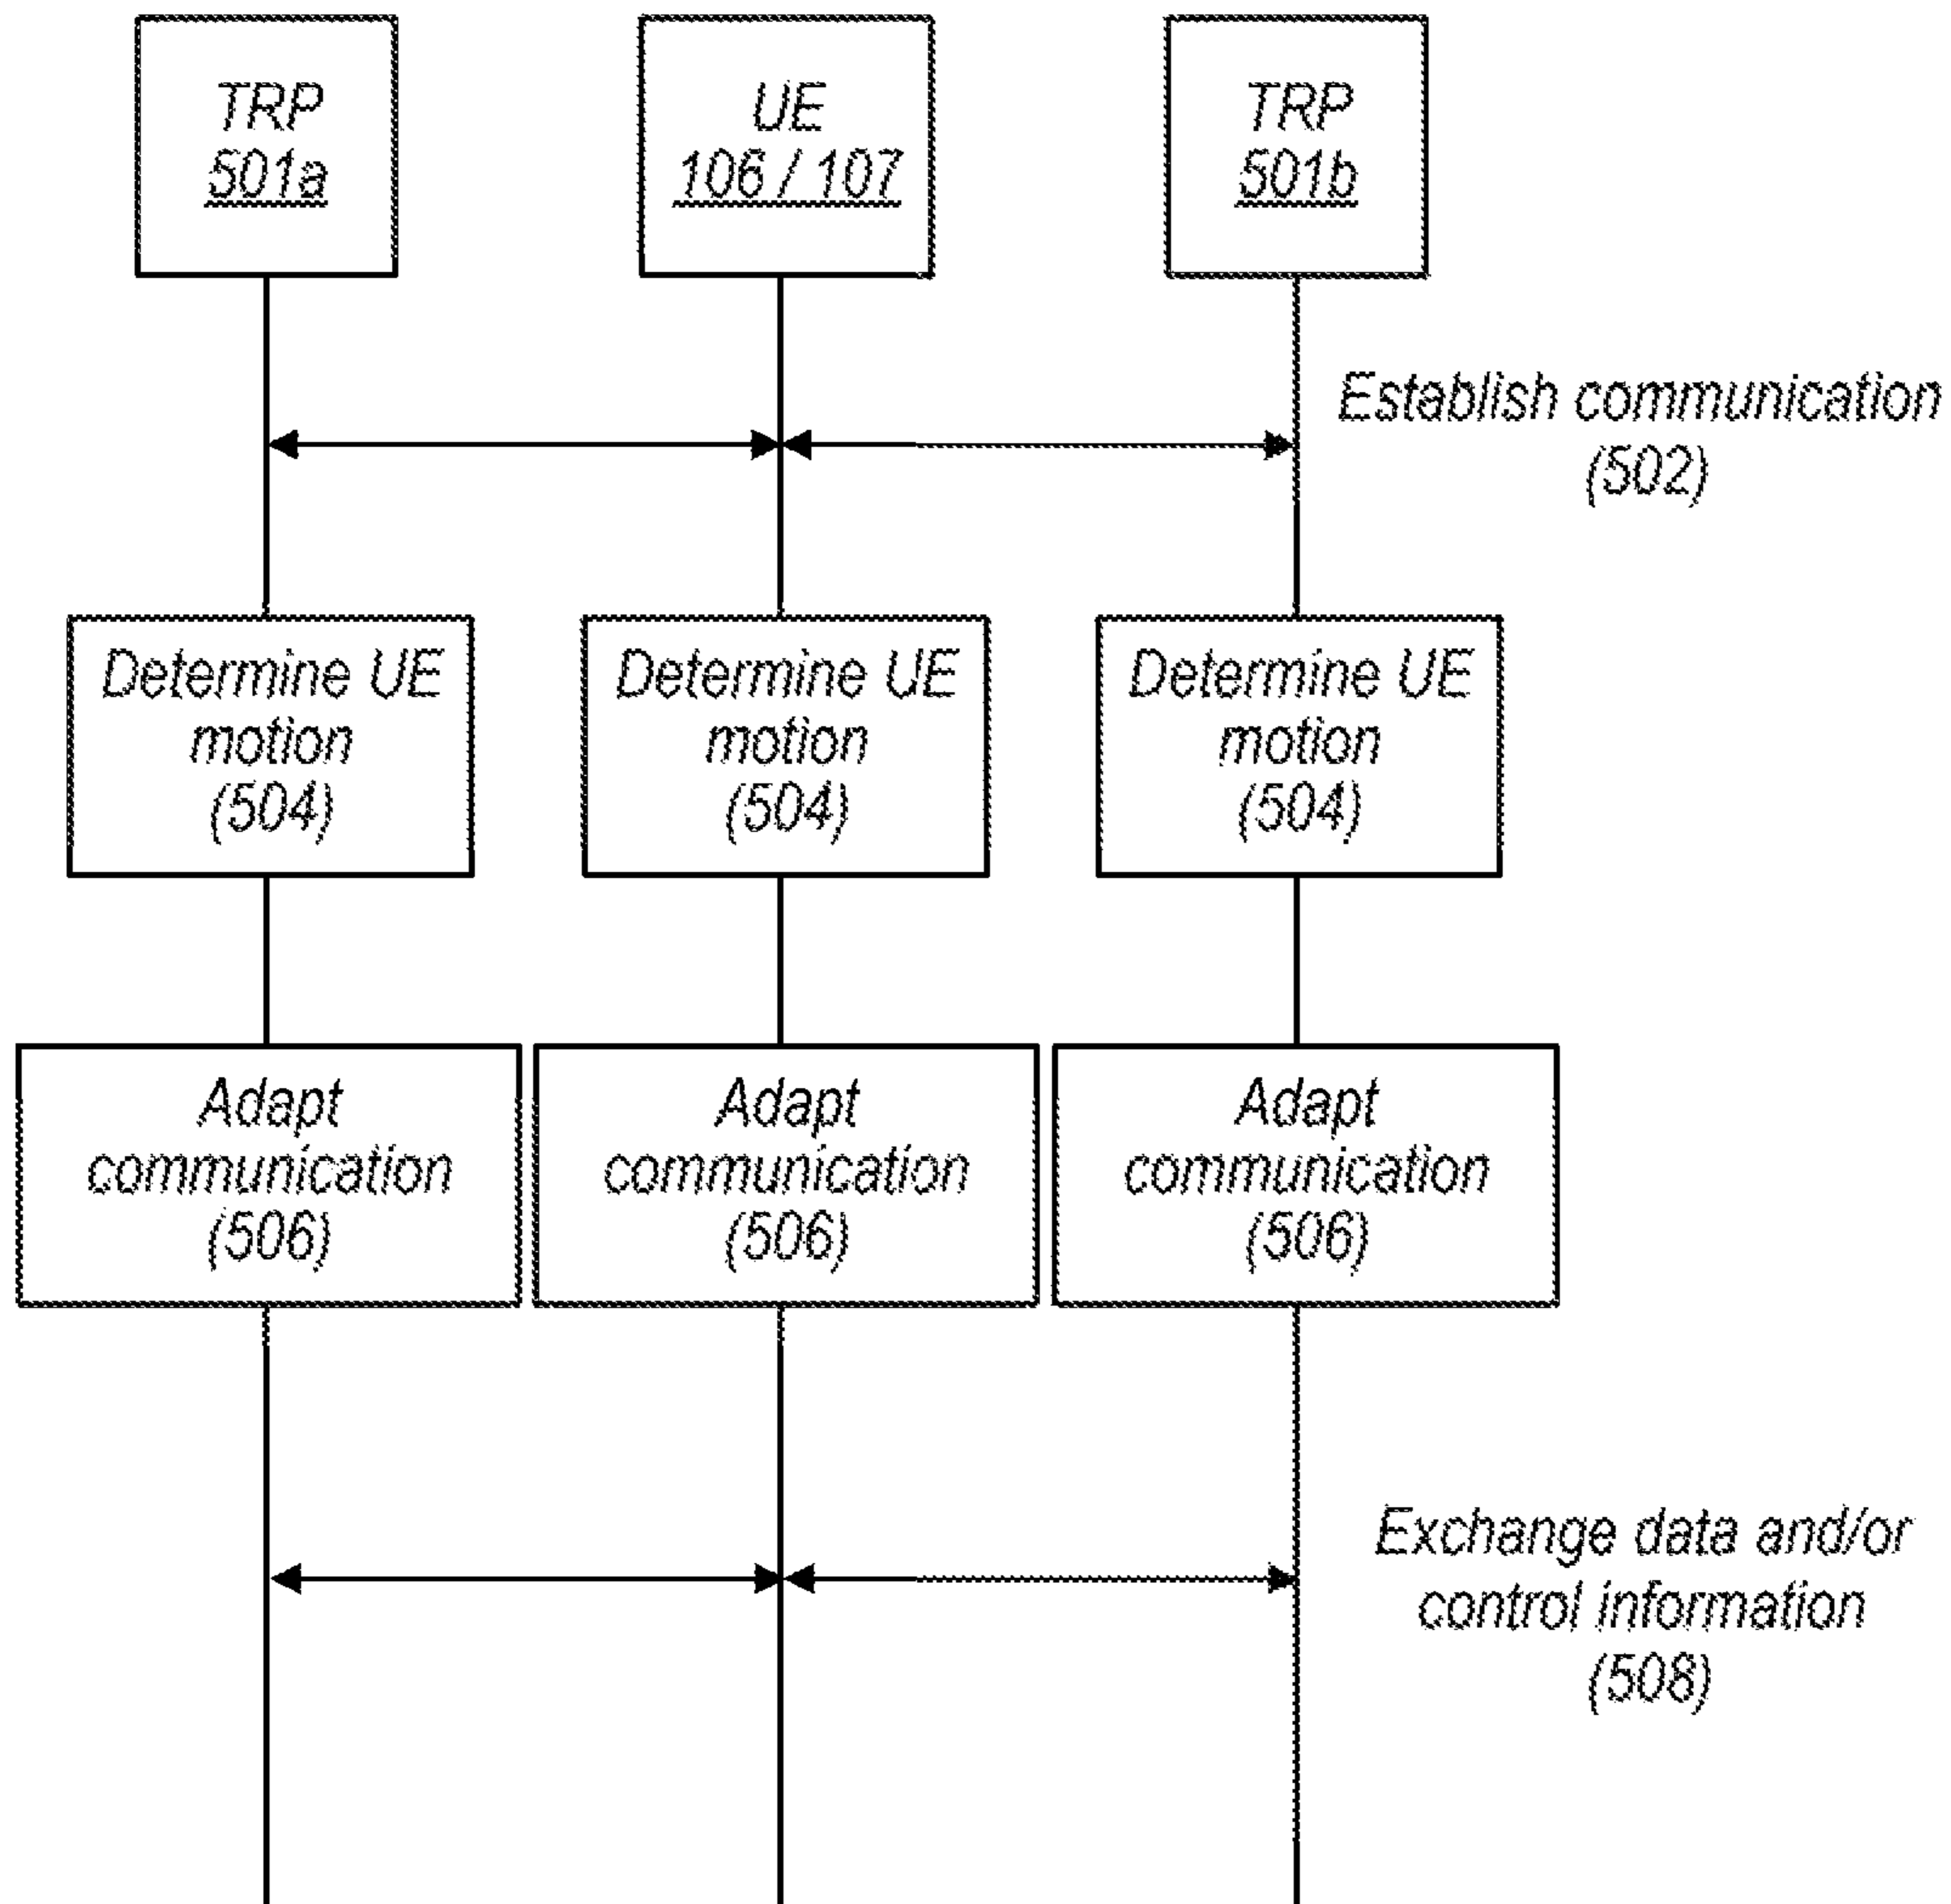 TRP
501a
UE
106 / 107
TRP
501b
Establish communication
(502)
Determine UE
motion
(504)
Determine UE
motion
(504)
Determine UE
motion
(504)
Adapt
communication
(506)
Adapt
communication
(506)
Adapt
communication
(506)
Exchange data and/or
control information
(508)